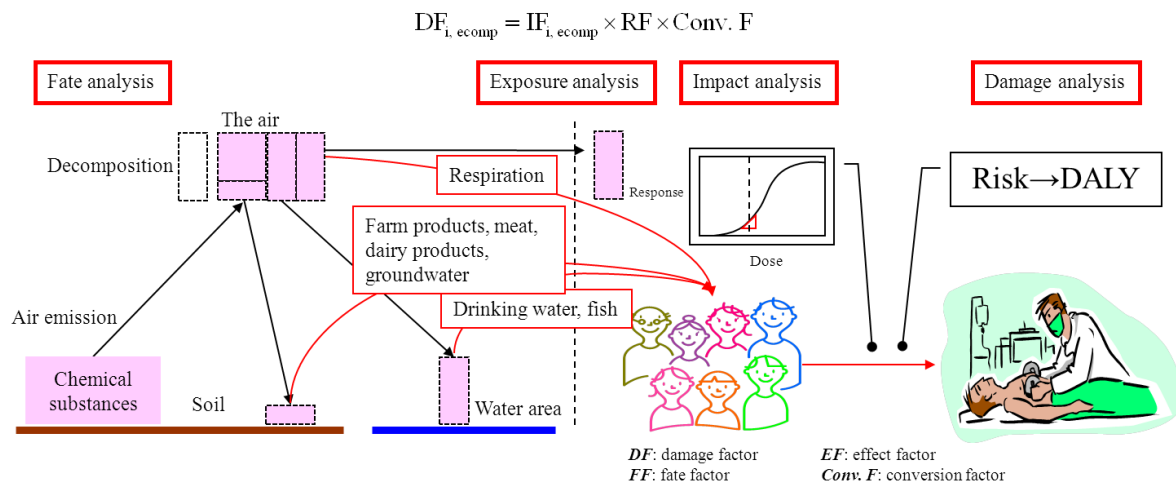 DFi, ecomp = IFi, ecomp × RF × Conv. F
Fate analysis
Exposure analysis
Impact analysis
Damage analysis
The air
Decomposition
Respiration
Response
Risk→DALY
Farm products, meat,
dairy products,
groundwater
Dose
Drinking water, fish
Air emission
Chemical
substances
Soil
Water area
DF: damage factor
EF: effect factor
FF: fate factor
Conv. F: conversion factor